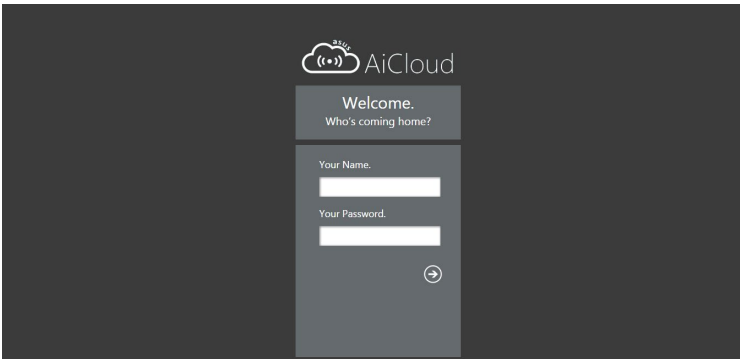 asus
AiCloud
Welcome.
Who's coming home?
Your Name.
Your Password.